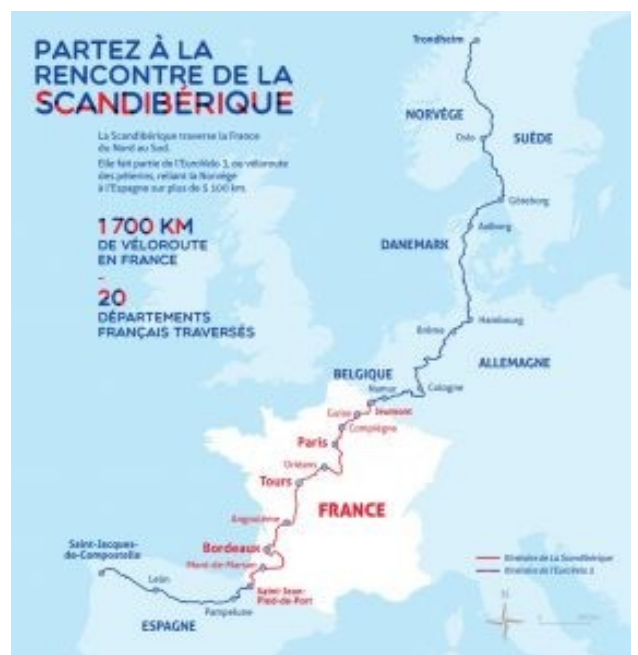 PARTEZ À LA
RENCONTRE DE LA
SCANDIBÉRIQUE
La Scandibérique traverse la France
du Nord au Sud.
Elle fait partie de l'EuroVelo 3, ou véloroute
des pèlerins, reliant la Norvège
à l'Espagne sur plus de 5 100 km.
1 700 KM
DE VÉLOROUTE
EN FRANCE
-
20
DÉPARTEMENTS
FRANÇAIS TRAVERSÉS
Trondheim
NORVÈGE
Oslo
SUÈDE
Göteborg
Aalborg
DANEMARK
Hambourg
Brême
ALLEMAGNE
BELGIQUE
Namur
Cologne
Jeumont
Compiègne
Paris
Orléans
Tours
FRANCE
Angoulême
Bordeaux
Mont-de-Marsan
Saint-Jean-
Pied-de-Port
Saint-Jacques-
de-Compostelle
León
Pampelune
ESPAGNE
Itinéraire de La Scandibérique
Itinéraire de l'EuroVelo 3
N